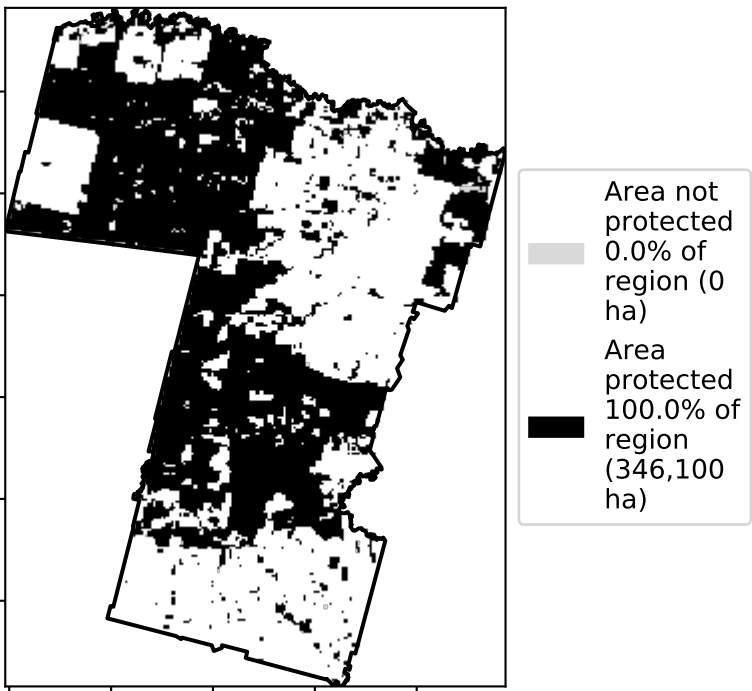 Area not
protected
0.0% of
region (0
ha)
Area
protected
100.0% of
region
(346,100
ha)